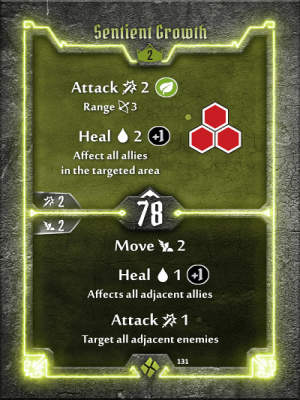 Sentient Growth
2
Attack 2
Range 3
Heal 2 +1
Affect all allies
in the targeted area
2
78
2
Move 2
Heal 1 +1
Affects all adjacent allies
Attack 1
Target all adjacent enemies
131